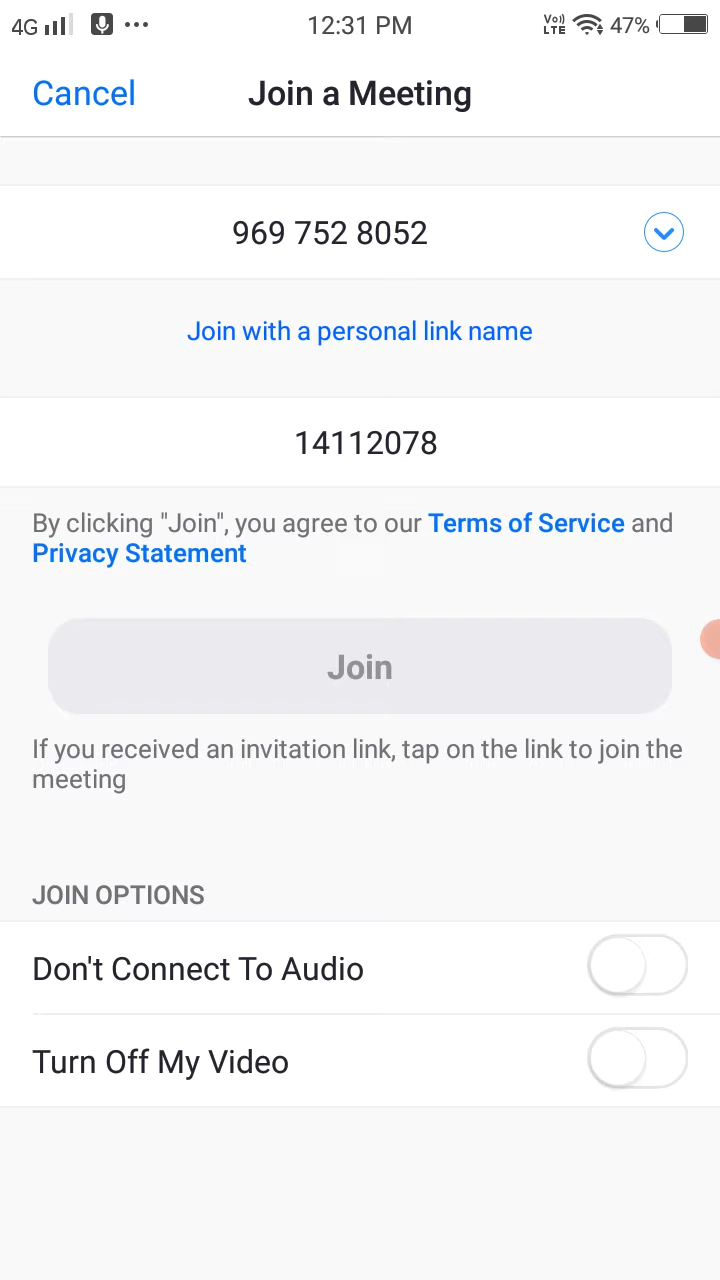 4G ... 12:31 PM Vo)) LTE 47%
Cancel Join a Meeting
969 752 8052
Join with a personal link name
14112078
By clicking "Join", you agree to our Terms of Service and
Privacy Statement
Join
If you received an invitation link, tap on the link to join the
meeting
JOIN OPTIONS
Don't Connect To Audio
Turn Off My Video